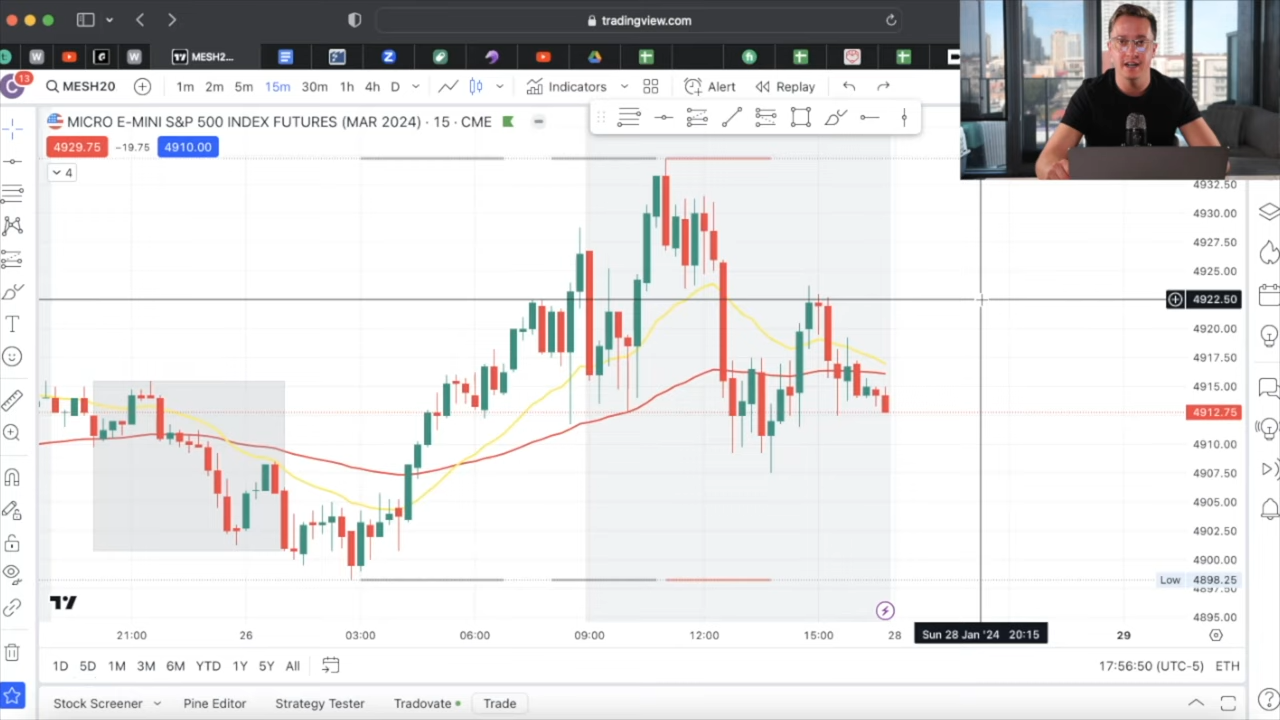 tradingview.com
MESH2...
13
MESH20
1m 2m 5m 15m 30m 1h 4h D
Indicators
Alert
Replay
MICRO E-MINI S&P 500 INDEX FUTURES (MAR 2024) · 15 · CME
4929.75 −19.75 4910.00
4
4932.50
4930.00
4927.50
4925.00
4922.50
4920.00
4917.50
4915.00
4912.75
4910.00
4907.50
4905.00
4902.50
4900.00
Low 4898.25
4897.50
4895.00
21:00 26 03:00 06:00 09:00 12:00 15:00 28 Sun 28 Jan '24 20:15 29
1D 5D 1M 3M 6M YTD 1Y 5Y All
17:56:50 (UTC-5) ETH
Stock Screener Pine Editor Strategy Tester Tradovate Trade